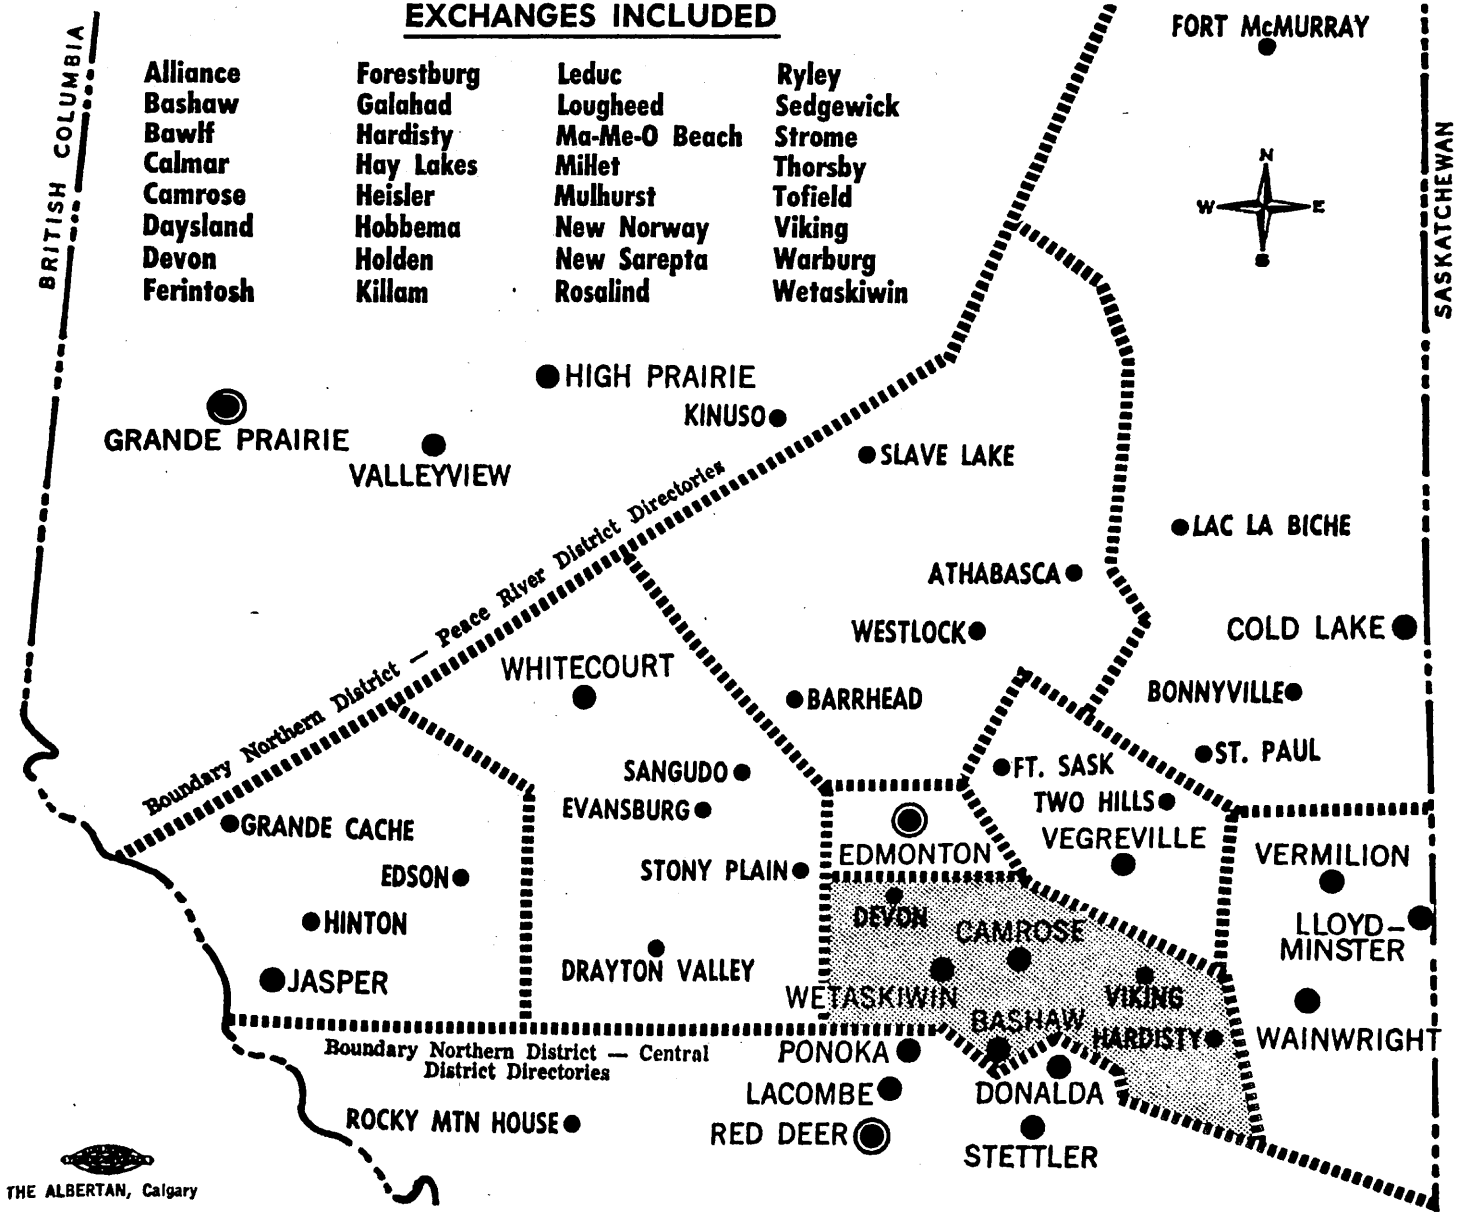 EXCHANGES INCLUDED
Alliance
Bashaw
Bawlf
Calmar
Camrose
Daysland
Devon
Ferintosh
Forestburg
Galahad
Hardisty
Hay Lakes
Heisler
Hobbema
Holden
Killam
Leduc
Lougheed
Ma-Me-O Beach
Millet
Mulhurst
New Norway
New Sarepta
Rosalind
Ryley
Sedgewick
Strome
Thorsby
Tofield
Viking
Warburg
Wetaskiwin
BRITISH COLUMBIA
FORT McMURRAY
N
W
E
S
SASKATCHEWAN
HIGH PRAIRIE
KINUSO
GRANDE PRAIRIE
VALLEYVIEW
SLAVE LAKE
Boundary Northern District — Peace River District Directories
LAC LA BICHE
ATHABASCA
WESTLOCK
COLD LAKE
WHITECOURT
BARRHEAD
BONNYVILLE
ST. PAUL
SANGUDO
FT. SASK
EVANSBURG
TWO HILLS
GRANDE CACHE
VEGREVILLE
EDMONTON
VERMILION
STONY PLAIN
EDSON
HINTON
DEVON
CAMROSE
LLOYD-
MINSTER
DRAYTON VALLEY
JASPER
WETASKIWIN
VIKING
BASHAW
HARDISTY
WAINWRIGHT
Boundary Northern District — Central
District Directories
PONOKA
LACOMBE
DONALDA
ROCKY MTN HOUSE
RED DEER
STETTLER
THE ALBERTAN, Calgary